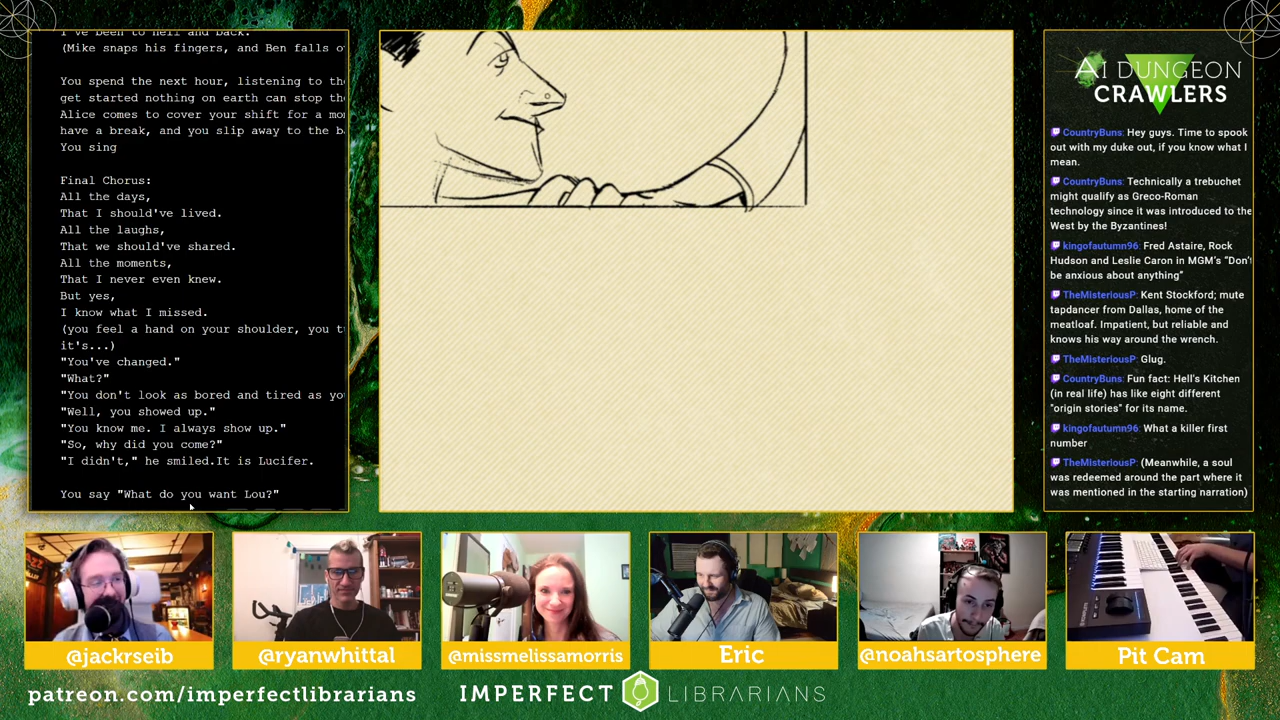 I've been to hell and back.
(Mike snaps his fingers, and Ben falls
You spend the next hour, listening to
get started nothing on earth can stop
Alice comes to cover your shift for a
have a break, and you slip away to the
You sing
Final Chorus:
All the days,
That I should've lived.
All the laughs,
That we should've shared.
All the moments,
That I never even knew.
But yes,
I know what I missed.
(you feel a hand on your shoulder, you
it's...)
"You've changed."
"What?"
"You don't look as bored and tired as
"Well, you showed up."
"You know me. I always show up."
"So, why did you come?"
"I didn't," he smiled.It is Lucifer.
You say "What do you want Lou?"
AI DUNGEON
CRAWLERS
CountryBuns: Hey guys. Time to spook
out with my duke out, if you know what I
mean.
CountryBuns: Technically a trebuchet
might qualify as Greco-Roman
technology since it was introduced to the
West by the Byzantines!
kingofautumn96: Fred Astaire, Rock
Hudson and Leslie Caron in MGM's "Don't
be anxious about anything"
TheMisteriousP: Kent Stockford; mute
tapdancer from Dallas, home of the
meatloaf. Impatient, but reliable and
knows his way around the wrench.
TheMisteriousP: Glug.
CountryBuns: Fun fact: Hell's Kitchen
(in real life) has like eight different
"origin stories" for its name.
kingofautumn96: What a killer first
number
TheMisteriousP: (Meanwhile, a soul
was redeemed around the part where it
was mentioned in the starting narration)
@jackrseib
@ryanwhittal
@missmelissamorris
Eric
@noahsartosphere
Pit Cam
patreon.com/imperfectlibrarians
IMPERFECT LIBRARIANS